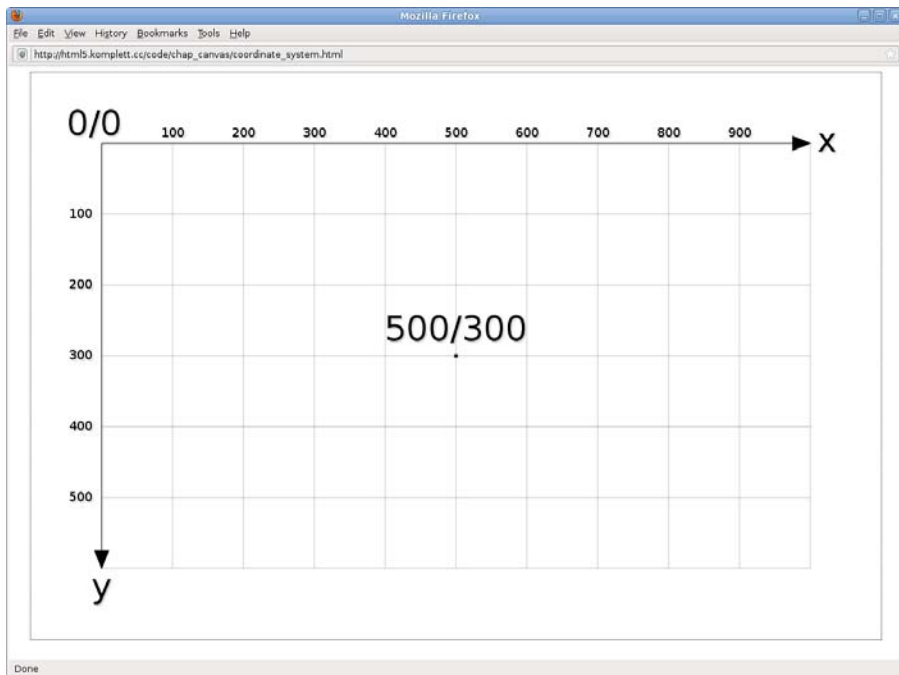 Mozilla Firefox
File Edit View History Bookmarks Tools Help
http://html5.komplett.cc/code/chap_canvas/coordinate_system.html
0/0
100 200 300 400 500 600 700 800 900
x
100
200
500/300
300
400
500
y
Done